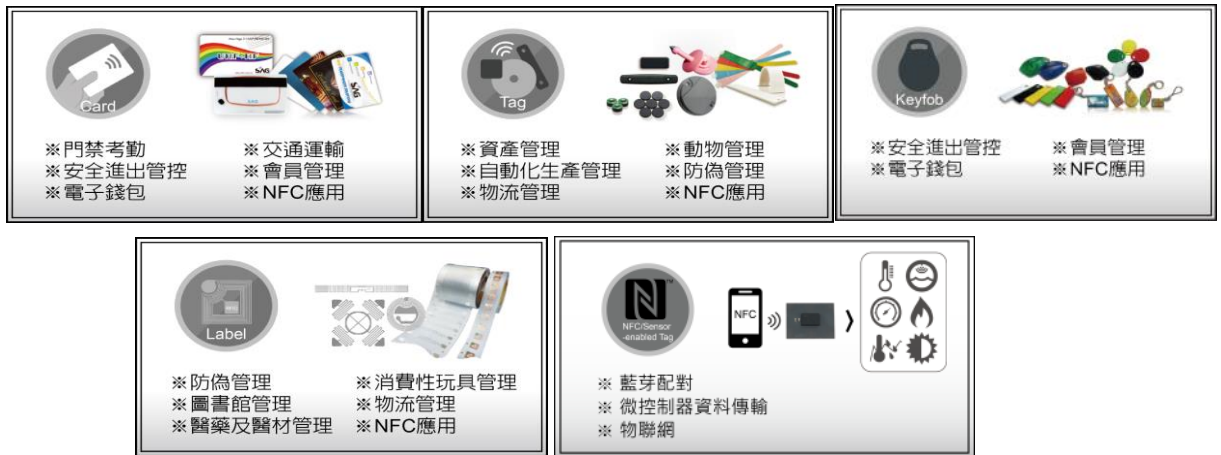 Card
SAG
※門禁考勤
※安全進出管控
※電子錢包
※交通運輸
※會員管理
※NFC應用
Tag
※資產管理
※自動化生產管理
※物流管理
※動物管理
※防偽管理
※NFC應用
Keyfob
※安全進出管控
※電子錢包
※會員管理
※NFC應用
Label
※防偽管理
※圖書館管理
※醫藥及醫材管理
※消費性玩具管理
※物流管理
※NFC應用
NFC/Sensor
-enabled Tag
NFC
※ 藍芽配對
※ 微控制器資料傳輸
※ 物聯網